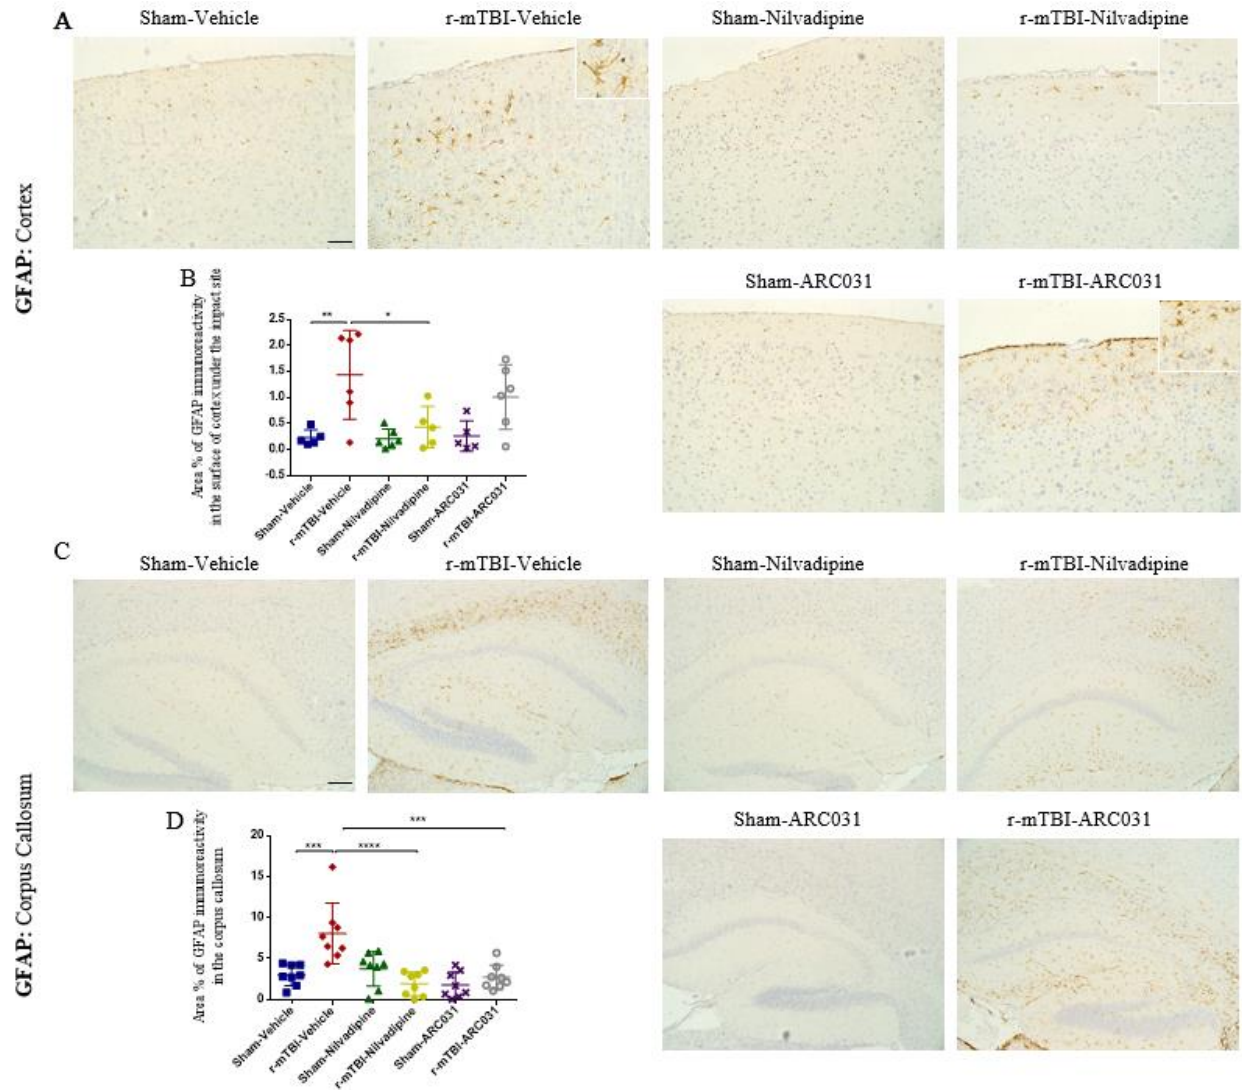 A
Sham-Vehicle
r-mTBI-Vehicle
Sham-Nilvadipine
r-mTBI-Nilvadipine
GFAP: Cortex
Sham-ARC031
r-mTBI-ARC031
B
Area % of GFAP immunoreactivity
in the surface of cortex under the impact site
**
*
2.5
2.0
1.5
1.0
0.5
0.0
-0.5
Sham-Vehicle
r-mTBI-Vehicle
Sham-Nilvadipine
r-mTBI-Nilvadipine
Sham-ARC031
r-mTBI-ARC031
C
Sham-Vehicle
r-mTBI-Vehicle
Sham-Nilvadipine
r-mTBI-Nilvadipine
GFAP: Corpus Callosum
Sham-ARC031
r-mTBI-ARC031
D
Area % of GFAP immunoreactivity
in the corpus callosum
***
***
****
20
15
10
5
0
Sham-Vehicle
r-mTBI-Vehicle
Sham-Nilvadipine
r-mTBI-Nilvadipine
Sham-ARC031
r-mTBI-ARC031